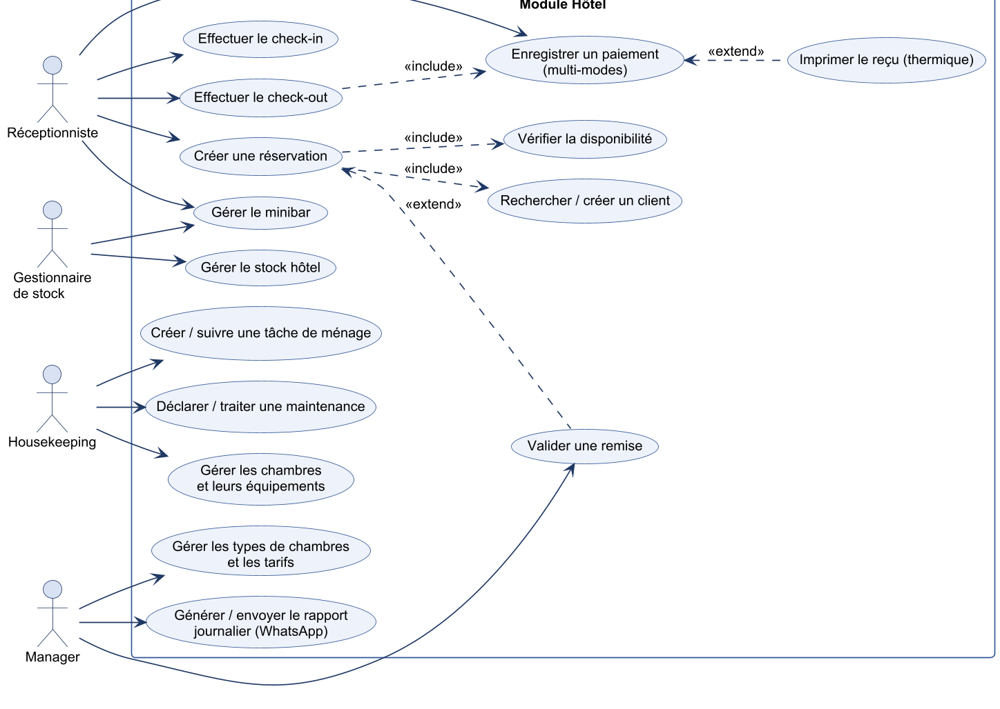 Module Hôtel
Effectuer le check-in
Enregistrer un paiement
(multi-modes)
«extend»
Imprimer le reçu (thermique)
«include»
Effectuer le check-out
Réceptionniste
«include»
Vérifier la disponibilité
Créer une réservation
«include»
Rechercher / créer un client
«extend»
Gérer le minibar
Gérer le stock hôtel
Gestionnaire
de stock
Créer / suivre une tâche de ménage
Déclarer / traiter une maintenance
Housekeeping
Valider une remise
Gérer les chambres
et leurs équipements
Gérer les types de chambres
et les tarifs
Générer / envoyer le rapport
journalier (WhatsApp)
Manager